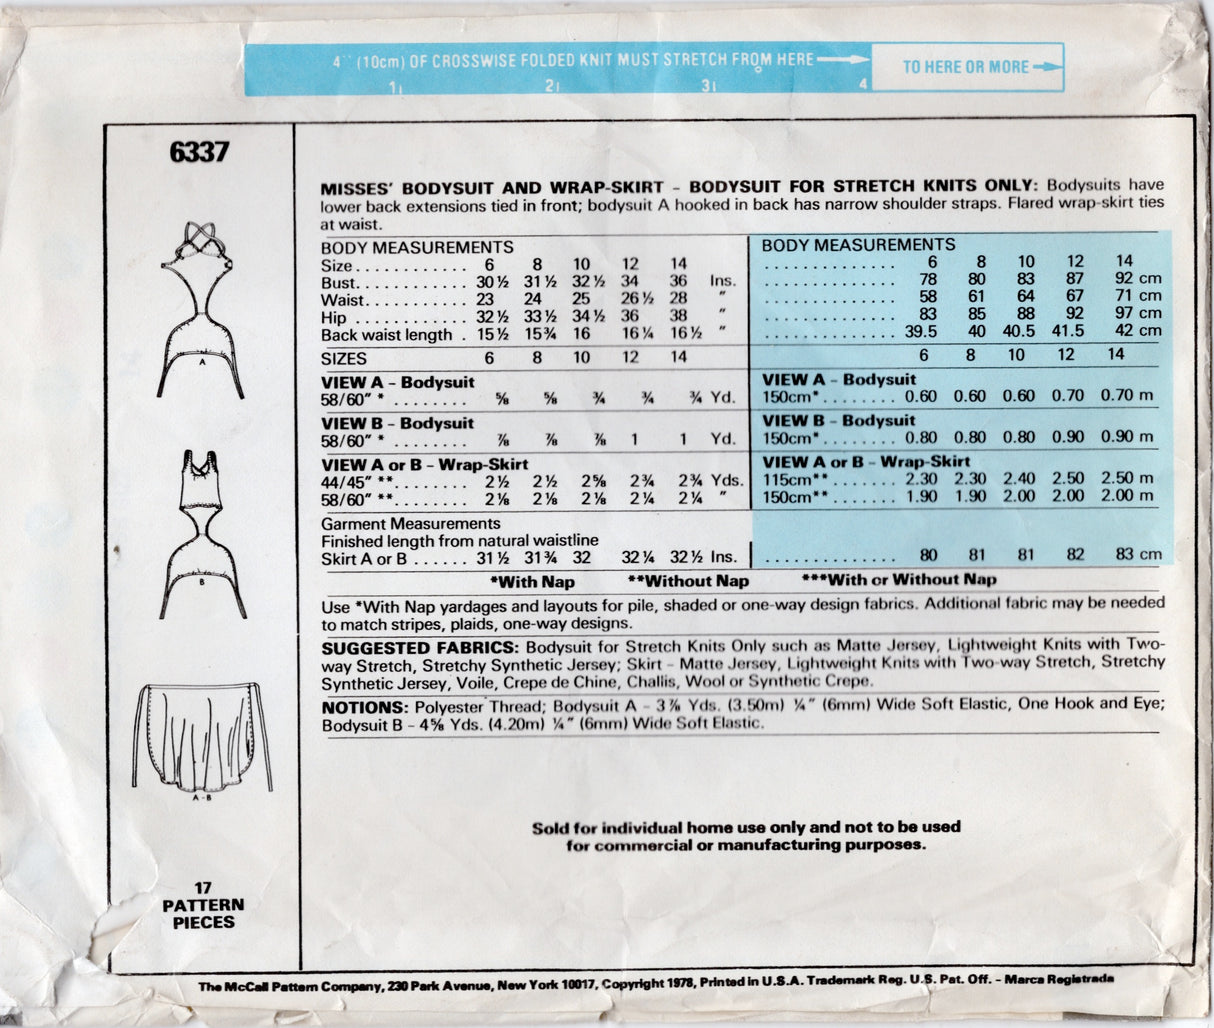 4" (10cm) OF CROSSWISE FOLDED KNIT MUST STRETCH FROM HERE TO HERE OR MORE
1 2 3 4
6337
MISSES' BODYSUIT AND WRAP-SKIRT – BODYSUIT FOR STRETCH KNITS ONLY: Bodysuits have
lower back extensions tied in front; bodysuit A hooked in back has narrow shoulder straps. Flared wrap-skirt ties
at waist.
BODY MEASUREMENTS BODY MEASUREMENTS
Size . . . . . . . . . . . . 6 8 10 12 14 . . . . . . . . . . . . . . 6 8 10 12 14
Bust . . . . . . . . . . . . 30½ 31½ 32½ 34 36 Ins. . . . . . . . . . . . . . . 78 80 83 87 92 cm
Waist . . . . . . . . . . . 23 24 25 26½ 28 " . . . . . . . . . . . . . . 58 61 64 67 71 cm
Hip . . . . . . . . . . . . 32½ 33½ 34½ 36 38 " . . . . . . . . . . . . . . 83 85 88 92 97 cm
Back waist length . 15½ 15¾ 16 16¼ 16½ " . . . . . . . . . . . . . . 39.5 40 40.5 41.5 42 cm
SIZES 6 8 10 12 14 6 8 10 12 14
VIEW A – Bodysuit VIEW A – Bodysuit
58/60" * . . . . . . . . ⅝ ⅝ ¾ ¾ ¾ Yd. 150cm* . . . . . . . . 0.60 0.60 0.60 0.70 0.70 m
VIEW B – Bodysuit VIEW B – Bodysuit
58/60" * . . . . . . . . ⅞ ⅞ ⅞ 1 1 Yd. 150cm* . . . . . . . . 0.80 0.80 0.80 0.90 0.90 m
VIEW A or B – Wrap-Skirt VIEW A or B – Wrap-Skirt
44/45" ** . . . . . . . . 2½ 2½ 2⅝ 2¾ 2¾ Yds. 115cm** . . . . . . . 2.30 2.30 2.40 2.50 2.50 m
58/60" ** . . . . . . . . 2⅛ 2⅛ 2⅛ 2¼ 2¼ " 150cm** . . . . . . . 1.90 1.90 2.00 2.00 2.00 m
Garment Measurements
Finished length from natural waistline
Skirt A or B . . . . . . 31½ 31¾ 32 32¼ 32½ Ins. . . . . . . . . . . . . . . 80 81 81 82 83 cm
*With Nap **Without Nap ***With or Without Nap
Use *With Nap yardages and layouts for pile, shaded or one-way design fabrics. Additional fabric may be needed
to match stripes, plaids, one-way designs.
SUGGESTED FABRICS: Bodysuit for Stretch Knits Only such as Matte Jersey, Lightweight Knits with Two-
way Stretch, Stretchy Synthetic Jersey; Skirt – Matte Jersey, Lightweight Knits with Two-way Stretch, Stretchy
Synthetic Jersey, Voile, Crepe de Chine, Challis, Wool or Synthetic Crepe.
NOTIONS: Polyester Thread; Bodysuit A – 3⅞ Yds. (3.50m) ¼" (6mm) Wide Soft Elastic, One Hook and Eye;
Bodysuit B – 4⅝ Yds. (4.20m) ¼" (6mm) Wide Soft Elastic.
A
B
A - B
17
PATTERN
PIECES
Sold for individual home use only and not to be used
for commercial or manufacturing purposes.
The McCall Pattern Company, 230 Park Avenue, New York 10017, Copyright 1978, Printed in U.S.A. Trademark Reg. U.S. Pat. Off. – Marca Registrada